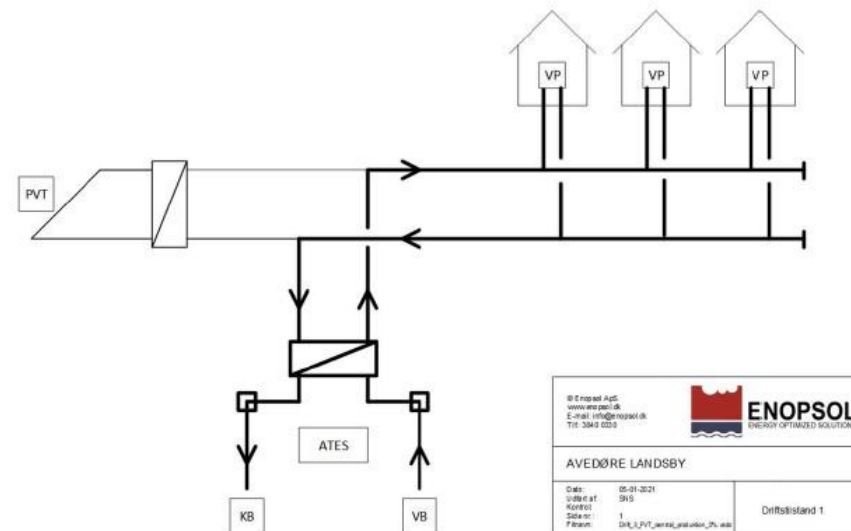 VP VP VP
PVT
ATES
KB VB
© Enopsol ApS
www.enopsol.dk
E-mail: info@enopsol.dk
ENOPSOL
ENERGY OPTIMIZED SOLUTION
AVEDØRE LANDSBY
Dato: 05-01-2021
Udført af SNS
Kontrol
Side nr.: 1
Driftstilstand 1
Filnavn